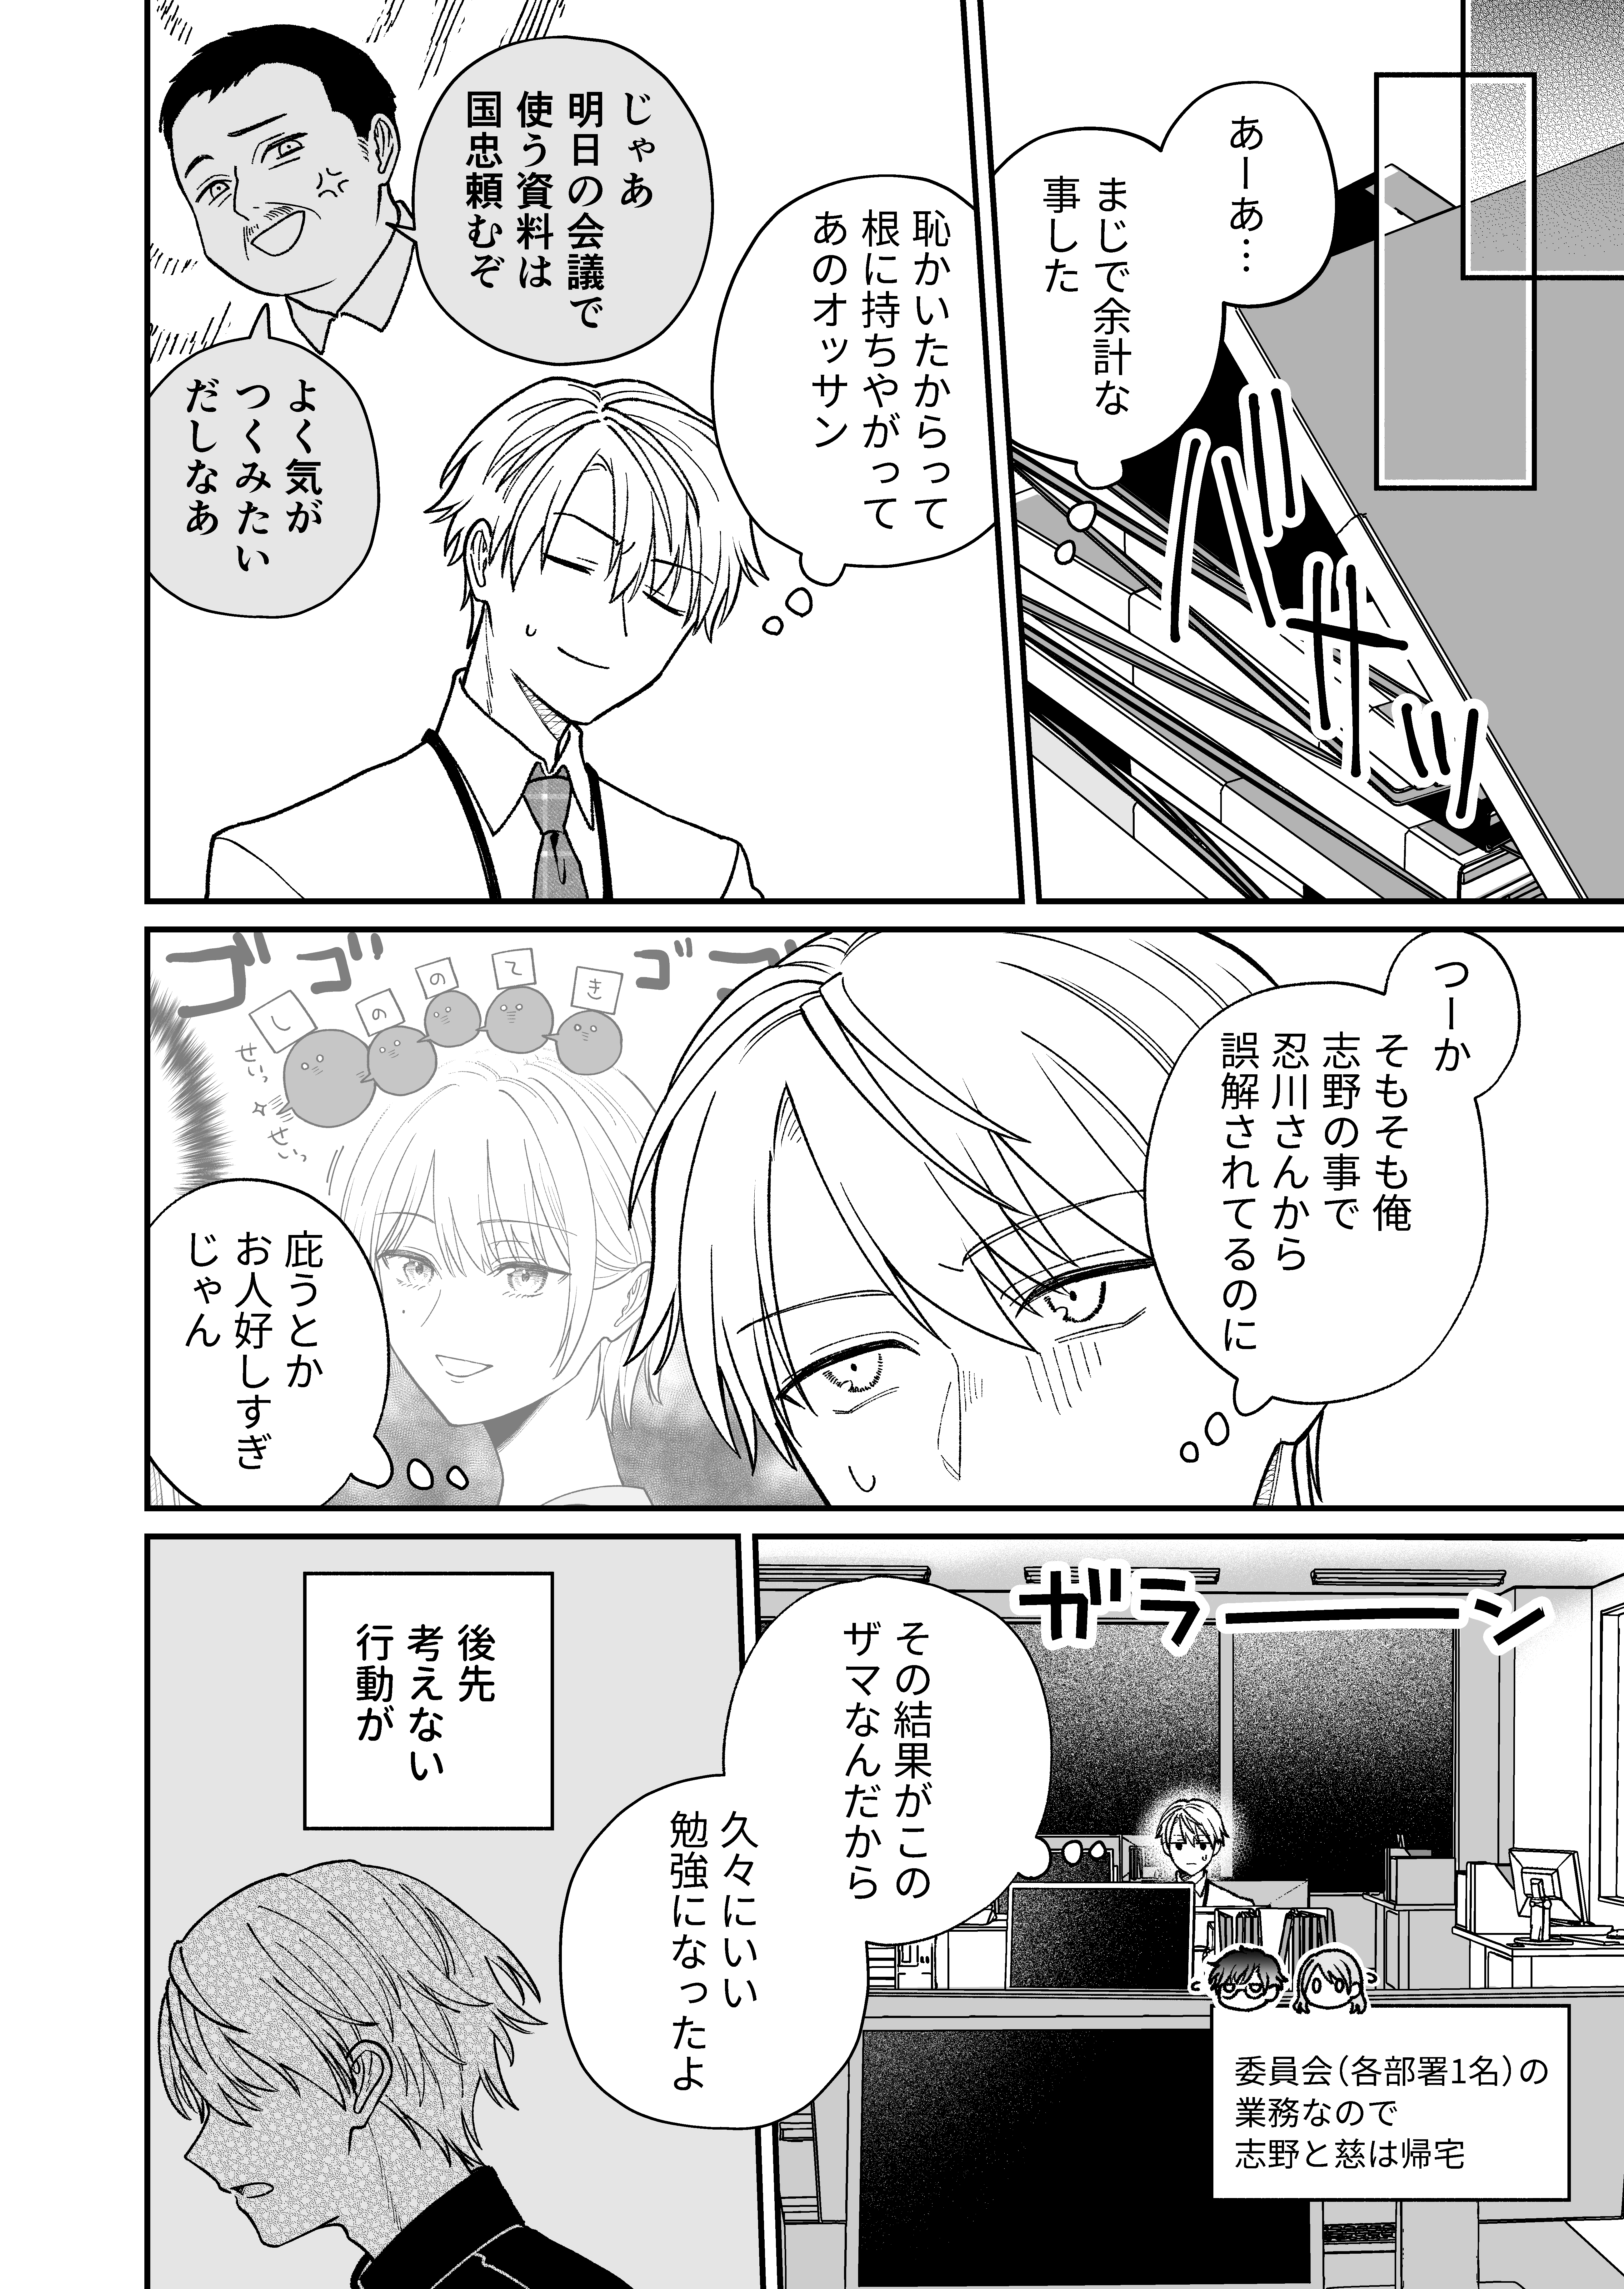 あーあ…
まじで余計な
事した
ドササッ
恥かいたからって
根に持ちやがって
あのオッサン
じゃあ
明日の会議で
使う資料は
国忠頼むぞ
よく気が
つくみたい
だしなあ
つーか
そもそも俺
志野の事で
忍川さんから
誤解されてるのに
ゴゴゴゴ
しののてき
せいっ
せいっ
庇うとか
お人好しすぎ
じゃん
ガラーーン
その結果がこの
ザマなんだから
久々にいい
勉強になったよ
委員会（各部署1名）の
業務なので
志野と慈は帰宅
後先
考えない
行動が